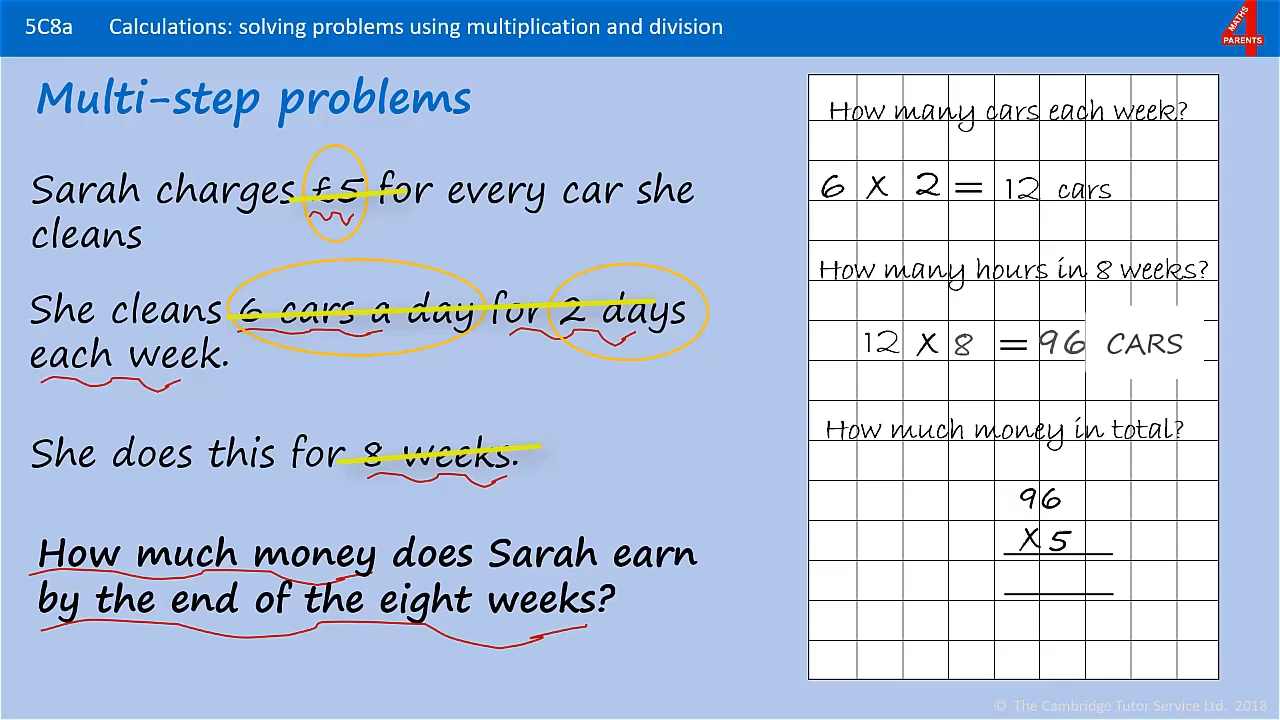 5C8a Calculations: solving problems using multiplication and division
MATHS
4
PARENTS
Multi-step problems
Sarah charges £5 for every car she
cleans
She cleans 6 cars a day for 2 days
each week.
She does this for 8 weeks.
How much money does Sarah earn
by the end of the eight weeks?
How many cars each week?
6 X 2 = 12 cars
How many hours in 8 weeks?
12 X 8 = 96 CARS
How much money in total?
96
X 5
© The Cambridge Tutor Service Ltd. 2018